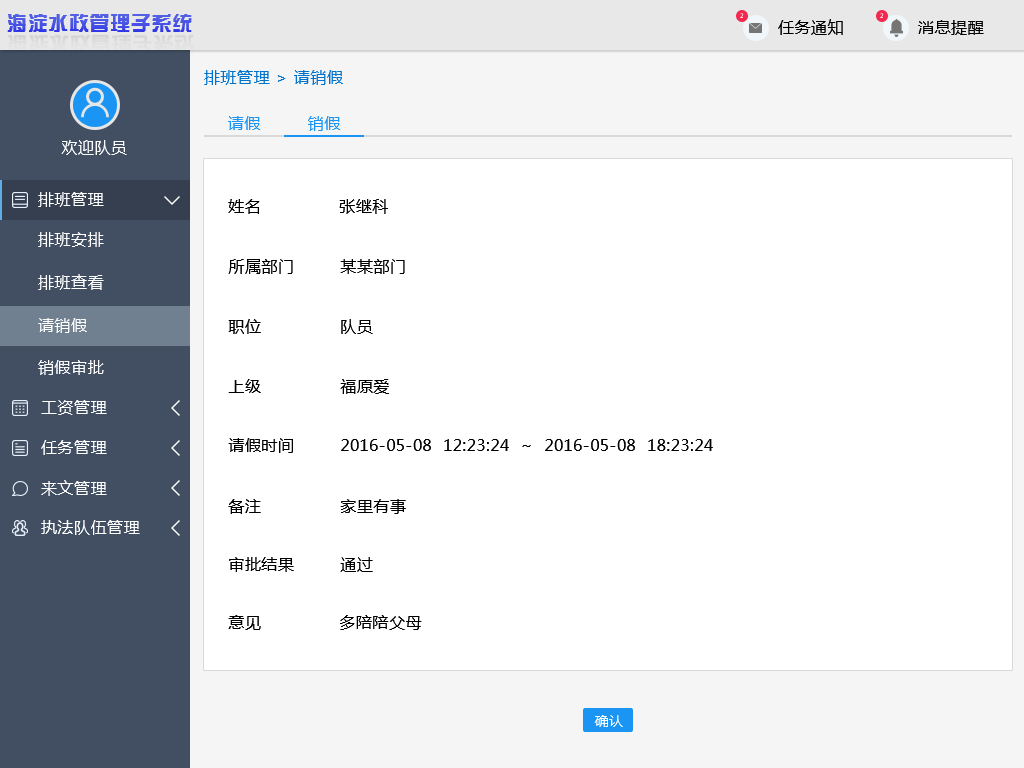 海淀水政管理子系统
2 任务通知
2 消息提醒
欢迎队员
排班管理
排班安排
排班查看
请销假
销假审批
工资管理
任务管理
来文管理
执法队伍管理
排班管理 > 请销假
请假 销假
姓名 张继科
所属部门 某某部门
职位 队员
上级 福原爱
请假时间 2016-05-08 12:23:24 ~ 2016-05-08 18:23:24
备注 家里有事
审批结果 通过
意见 多陪陪父母
确认